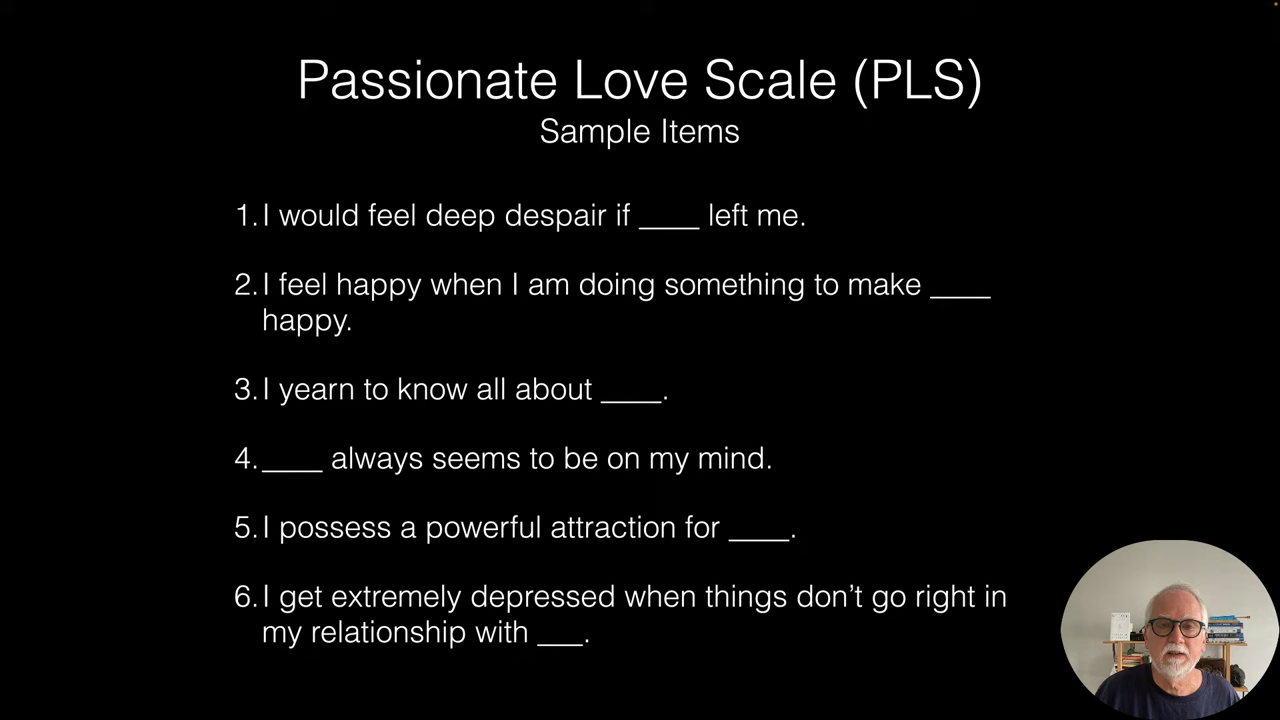 Passionate Love Scale (PLS)
Sample Items
1. I would feel deep despair if ____ left me.
2. I feel happy when I am doing something to make ____
happy.
3. I yearn to know all about ____.
4. ____ always seems to be on my mind.
5. I possess a powerful attraction for ____.
6. I get extremely depressed when things don’t go right in
my relationship with ___.